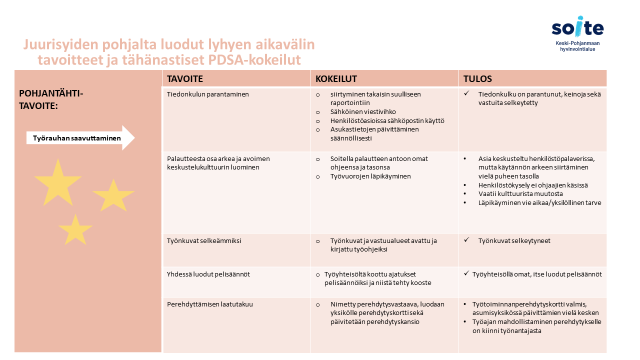 soite
Keski-Pohjanmaan
hyvinvointialue
Juurisyiden pohjalta luodut lyhyen aikavälin
tavoitteet ja tähänastiset PDSA-kokeilut
POHJANTÄHTI-
TAVOITE:
Työrauhan saavuttaminen
TAVOITE
KOKEILUT
TULOS
Tiedonkulun parantaminen
o siirtyminen takaisin suulliseen
raportointiin
o Sähköinen viestivihko
o Henkilöstöasioissa sähköpostin käyttö
o Asukastietojen päivittäminen
säännöllisesti
✓ Tiedonkulku on parantunut, keinoja sekä
vastuita selkeytetty
Palautteesta osa arkea ja avoimen
keskustelukulttuurin luominen
o Soitella palautteen antoon omat
ohjeensa ja tasonsa
o Työvuorojen läpikäyminen
• Asia keskusteltu henkilöstöpalaverissa,
mutta käytännön arkeen siirtäminen
vielä puheen tasolla
• Henkilöstökysely ei ohjaajien käsissä
• Vaatii kulttuurista muutosta
• Läpikäyminen vie aikaa/yksilöllinen tarve
Työnkuvat selkeämmiksi
o Työnkuvat ja vastuualueet avattu ja
kirjattu työohjeiksi
✓ Työnkuvat selkeytyneet
Yhdessä luodut pelisäännöt
o Työyhteisöltä koottu ajatukset
pelisäännöiksi ja niistä tehty kooste
✓ Työyhteisöllä omat, itse luodut pelisäännöt
Perehdyttämisen laatutakuu
o Nimetty perehdytysvastaava, luodaan
yksikölle perehdytyskortti sekä
päivitetään perehdytyskansio
• Työtoiminnanperehdytyskortti valmis,
asumisyksikössä päivittämien vielä kesken
• Työajan mahdollistaminen perehdytykselle
on kiinni työnantajasta